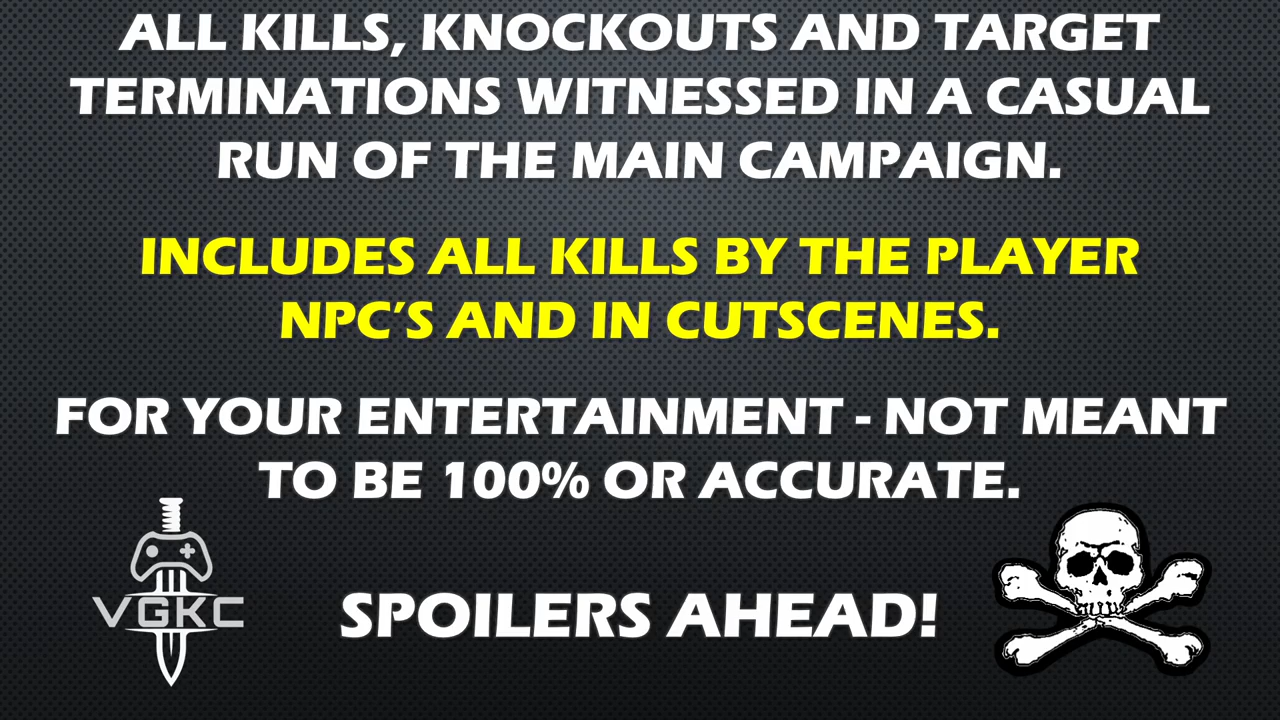 ALL KILLS, KNOCKOUTS AND TARGET
TERMINATIONS WITNESSED IN A CASUAL
RUN OF THE MAIN CAMPAIGN.
INCLUDES ALL KILLS BY THE PLAYER
NPC'S AND IN CUTSCENES.
FOR YOUR ENTERTAINMENT - NOT MEANT
TO BE 100% OR ACCURATE.
VGKC
SPOILERS AHEAD!